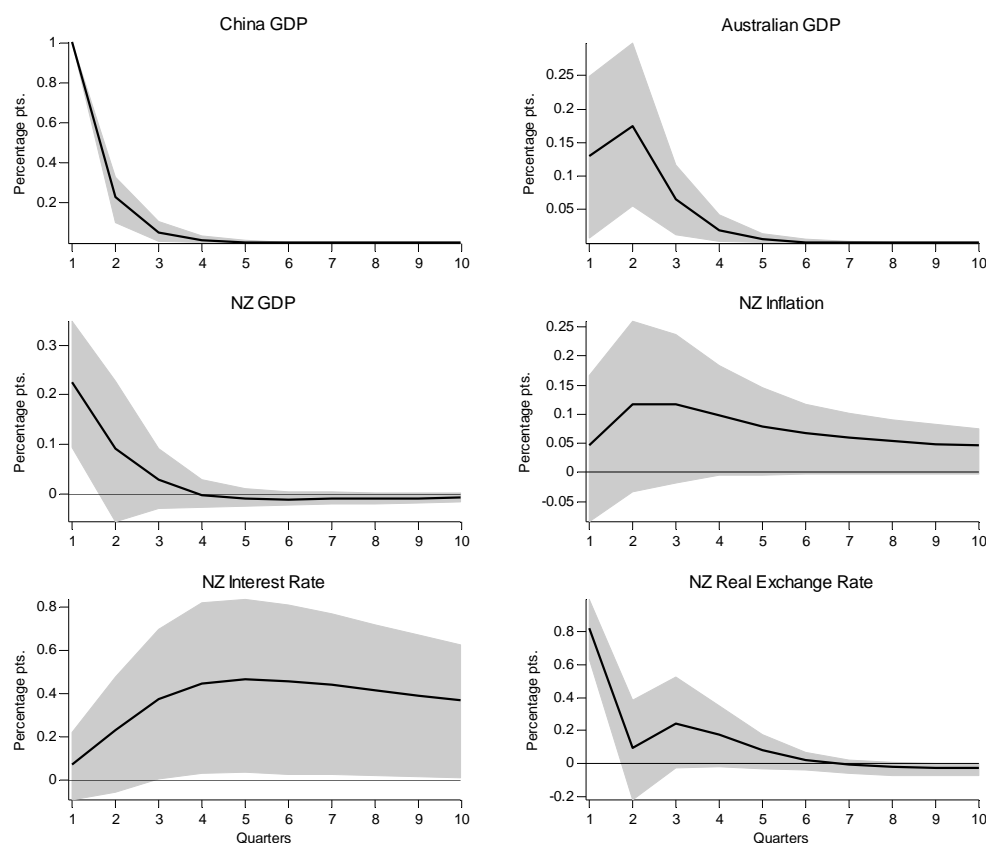 China GDP
Percentage pts.
1
0.8
0.6
0.4
0.2
1 2 3 4 5 6 7 8 9 10
Australian GDP
Percentage pts.
0.25
0.2
0.15
0.1
0.05
1 2 3 4 5 6 7 8 9 10
NZ GDP
Percentage pts.
0.3
0.2
0.1
0
1 2 3 4 5 6 7 8 9 10
NZ Inflation
Percentage pts.
0.25
0.2
0.15
0.1
0.05
0
-0.05
1 2 3 4 5 6 7 8 9 10
NZ Interest Rate
Percentage pts.
0.8
0.6
0.4
0.2
0
1 2 3 4 5 6 7 8 9 10
Quarters
NZ Real Exchange Rate
Percentage pts.
0.8
0.6
0.4
0.2
0
-0.2
1 2 3 4 5 6 7 8 9 10
Quarters